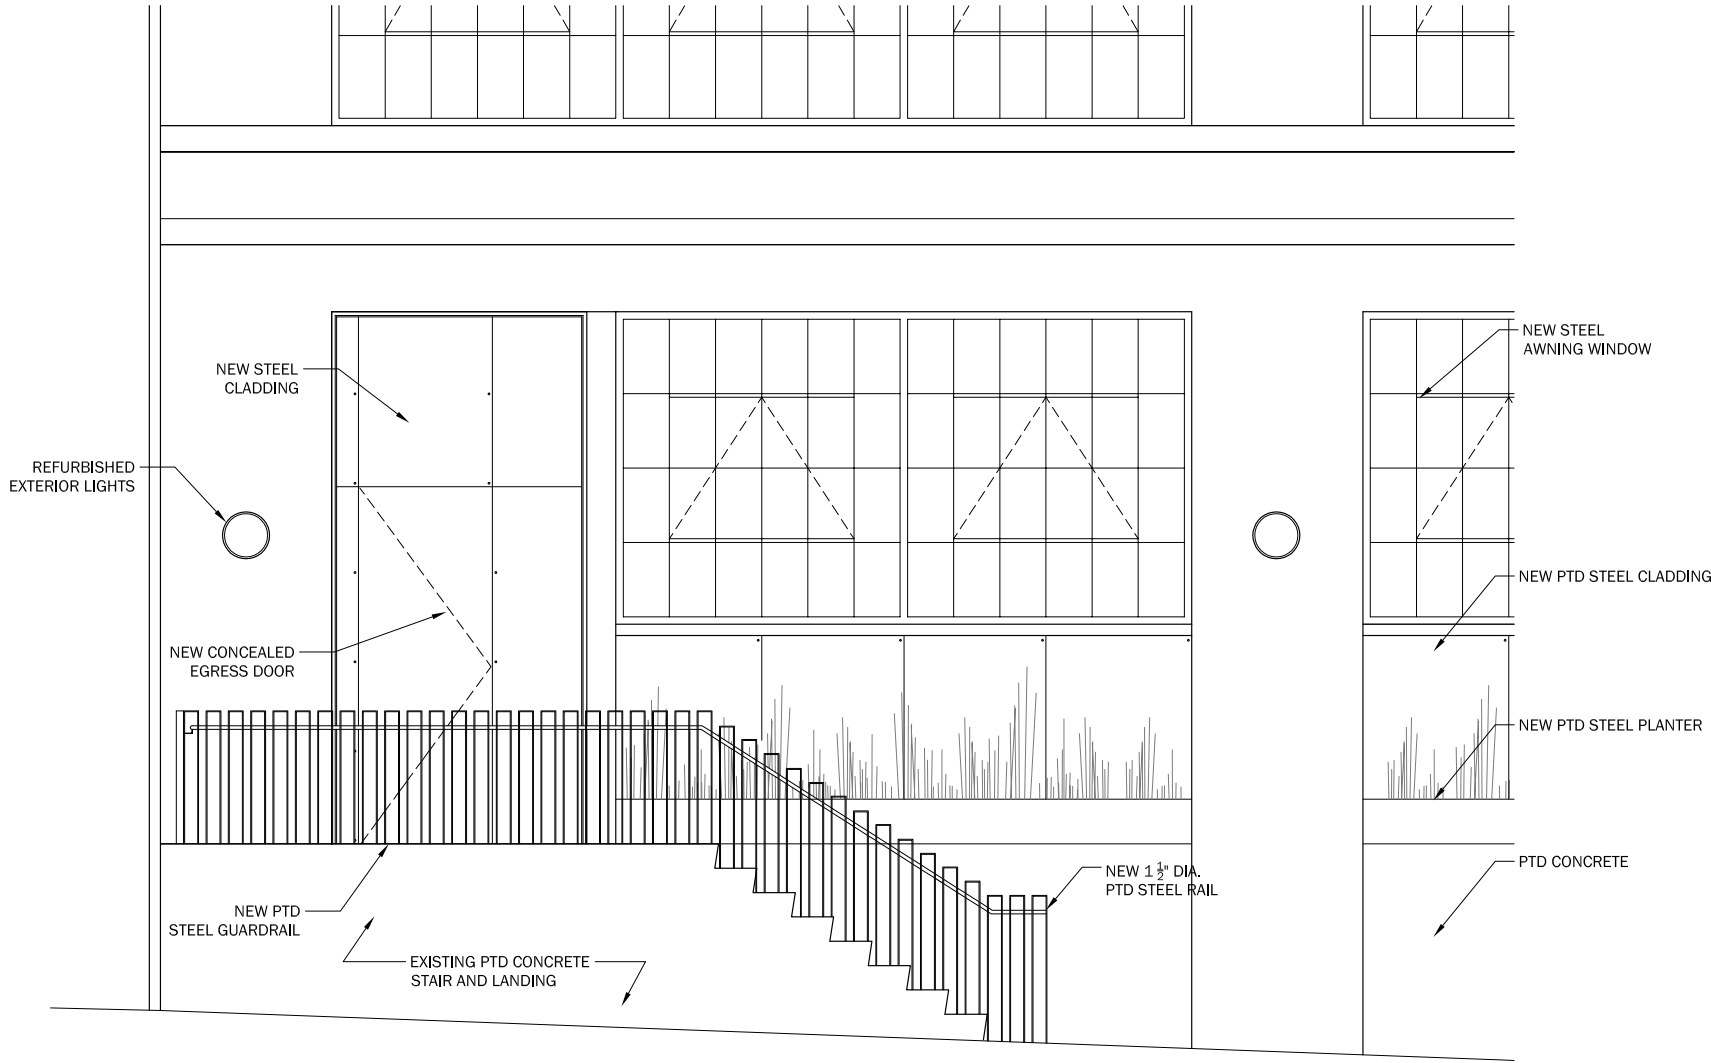 NEW STEEL
CLADDING
REFURBISHED
EXTERIOR LIGHTS
NEW CONCEALED
EGRESS DOOR
NEW PTD
STEEL GUARDRAIL
EXISTING PTD CONCRETE
STAIR AND LANDING
NEW 1 1/2" DIA.
PTD STEEL RAIL
NEW STEEL
AWNING WINDOW
NEW PTD STEEL CLADDING
NEW PTD STEEL PLANTER
PTD CONCRETE